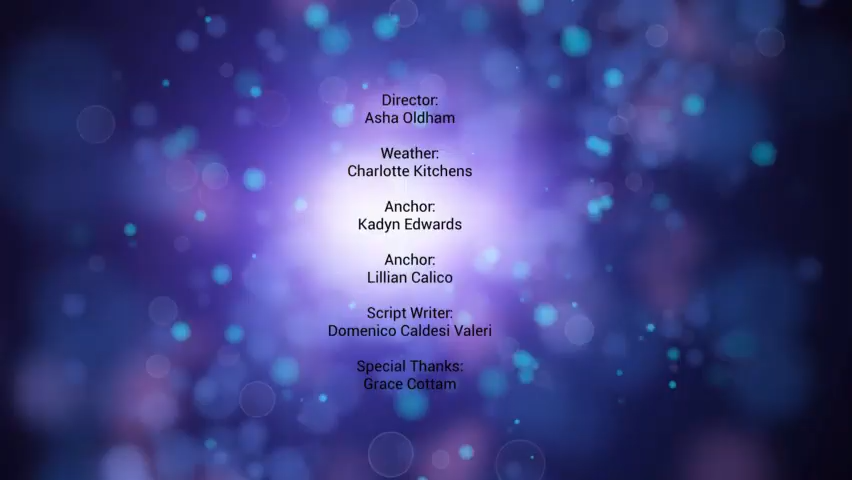 Director:
Asha Oldham
Weather:
Charlotte Kitchens
Anchor:
Kadyn Edwards
Anchor:
Lillian Calico
Script Writer:
Domenico Caldesi Valeri
Special Thanks:
Grace Cottam